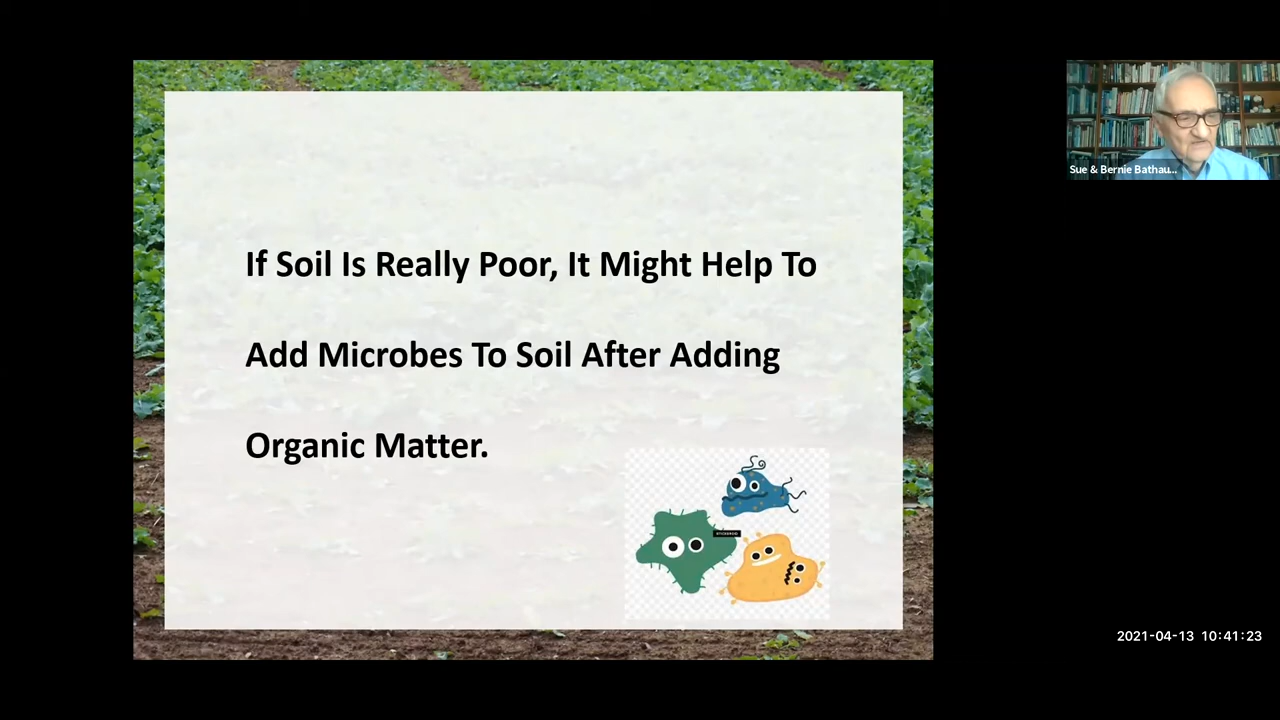 If Soil Is Really Poor, It Might Help To
Add Microbes To Soil After Adding
Organic Matter.
Sue & Bernie Bathau...
2021-04-13 10:41:23